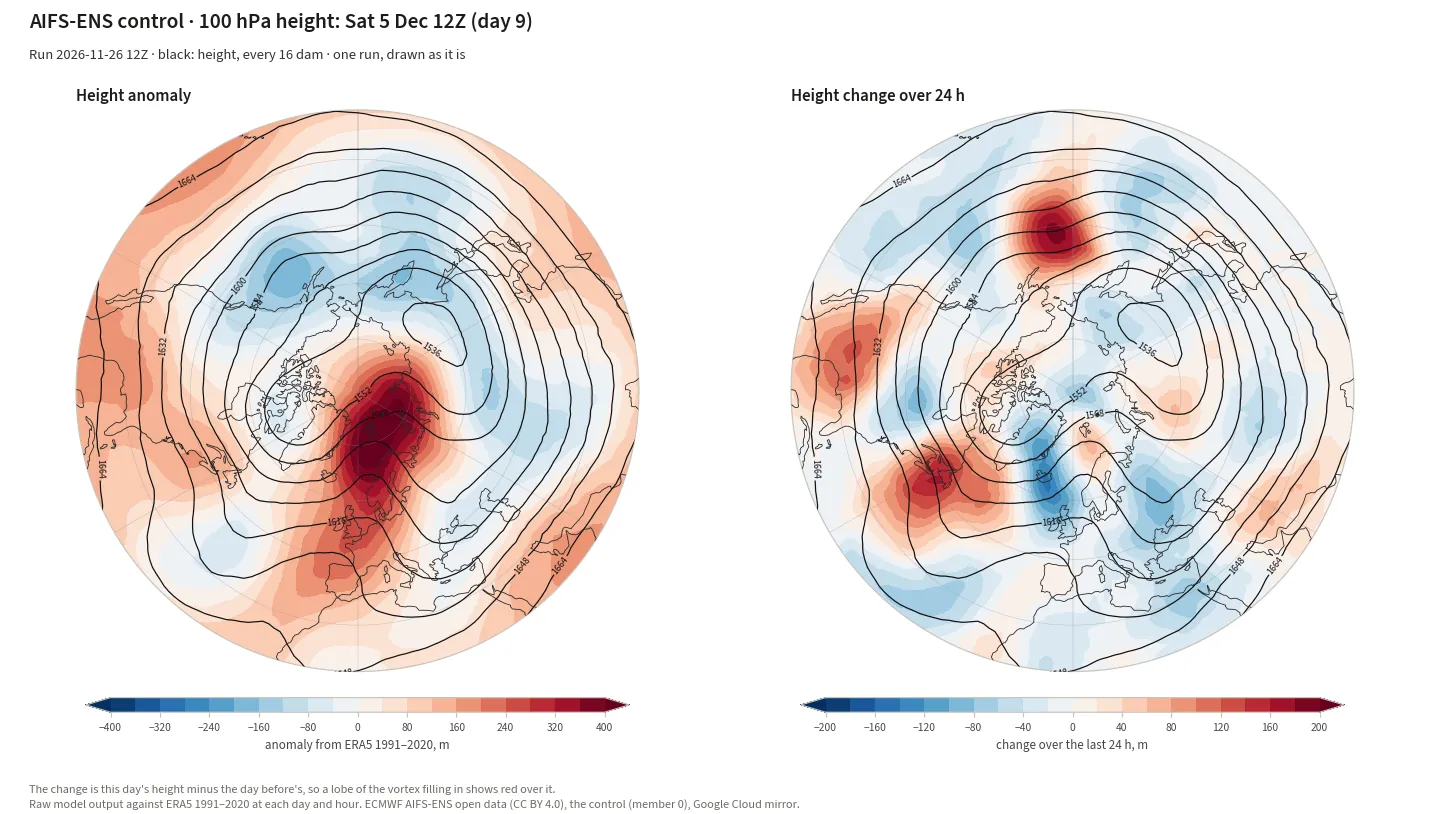 AIFS-ENS control · 100 hPa height: Sat 5 Dec 12Z (day 9)
Run 2026-11-26 12Z · black: height, every 16 dam · one run, drawn as it is
Height anomaly
Height change over 24 h
1664
1600
1632
1536
1552
1616
1664
1648
1664
1664
1600
1632
1536
1552
1568
1616
1664
1648
1664
−400 −320 −240 −160 −80 0 80 160 240 320 400
anomaly from ERA5 1991–2020, m
−200 −160 −120 −80 −40 0 40 80 120 160 200
change over the last 24 h, m
The change is this day's height minus the day before's, so a lobe of the vortex filling in shows red over it.
Raw model output against ERA5 1991–2020 at each day and hour. ECMWF AIFS-ENS open data (CC BY 4.0), the control (member 0), Google Cloud mirror.